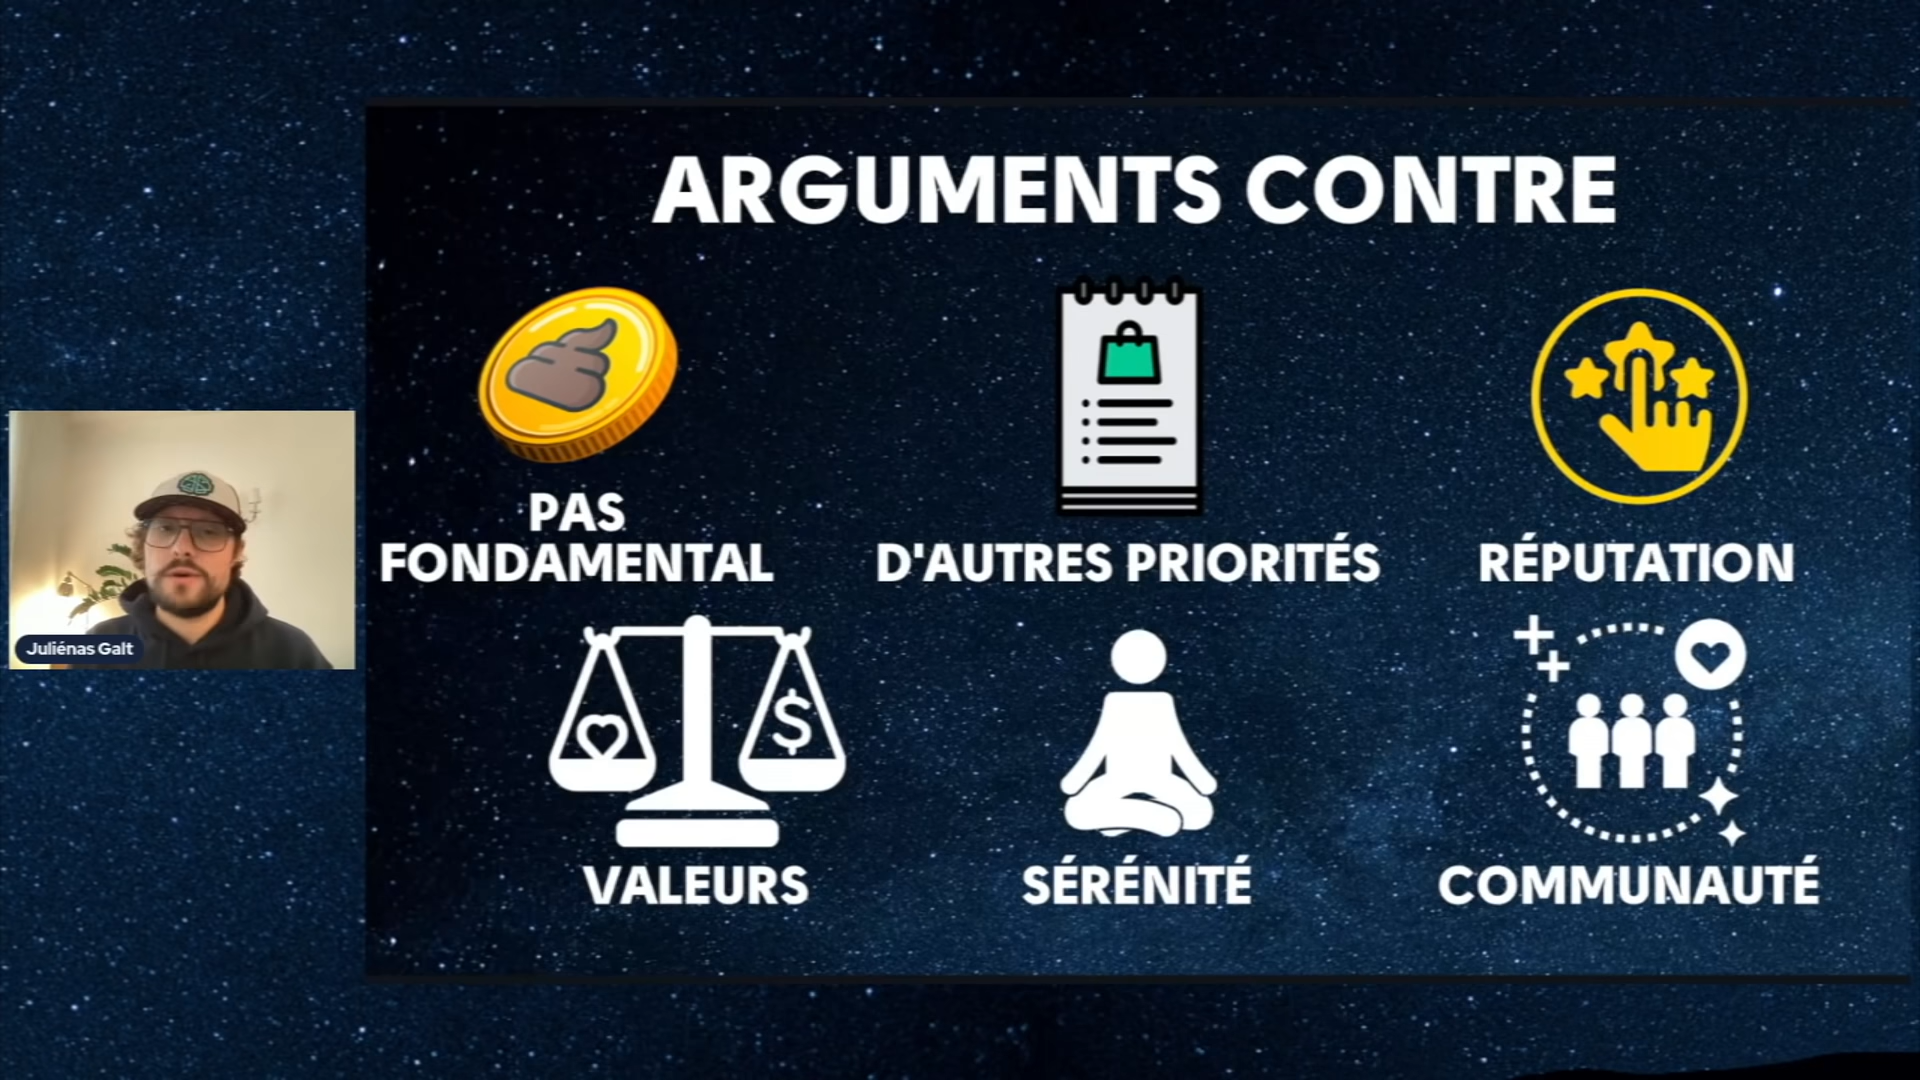 ARGUMENTS CONTRE
PAS
FONDAMENTAL
D'AUTRES PRIORITÉS
RÉPUTATION
$
VALEURS
SÉRÉNITÉ
COMMUNAUTÉ
Juliénas Galt